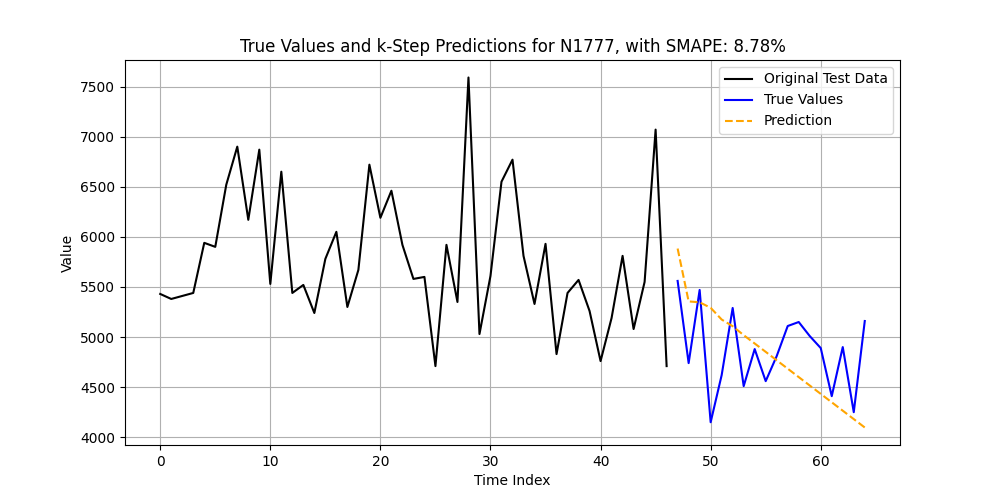 True Values and k-Step Predictions for N1777, with SMAPE: 8.78%
Original Test Data
True Values
Prediction
Value
7500
7000
6500
6000
5500
5000
4500
4000
0 10 20 30 40 50 60
Time Index